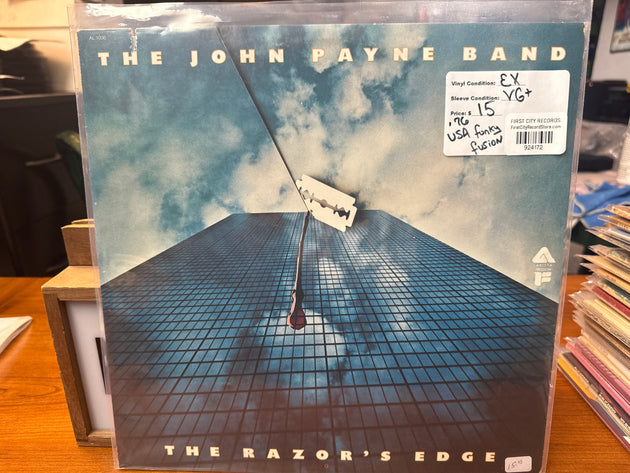 AL 1036
THE JOHN PAYNE BAND
Vinyl Condition: EX
Sleeve Condition: VG+
Price: $ 15
'76
USA funky
fusion
FIRST CITY RECORDS
FirstCityRecordStore.com
924172
THE RAZOR'S EDGE